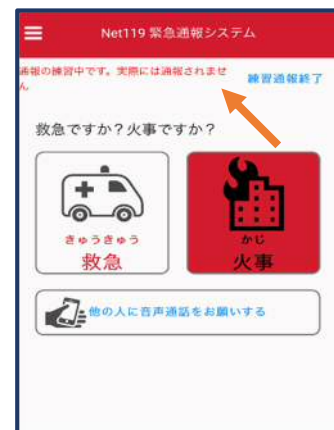 Net119 緊急通報システム
通報の練習中です。実際には通報されませ
ん
練習通報終了
救急ですか？火事ですか？
きゅうきゅう
救急
かじ
火事
他の人に音声通話をお願いする